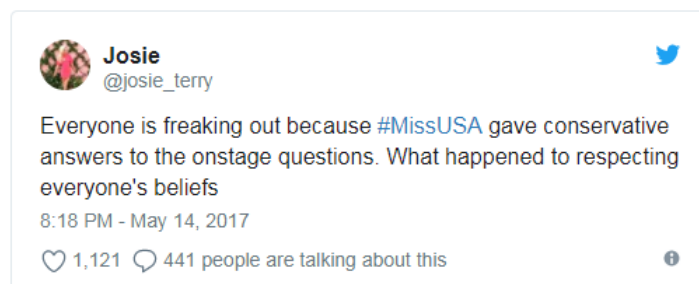 Josie
@josie_terry
Everyone is freaking out because #MissUSA gave conservative
answers to the onstage questions. What happened to respecting
everyone's beliefs
8:18 PM - May 14, 2017
1,121 441 people are talking about this